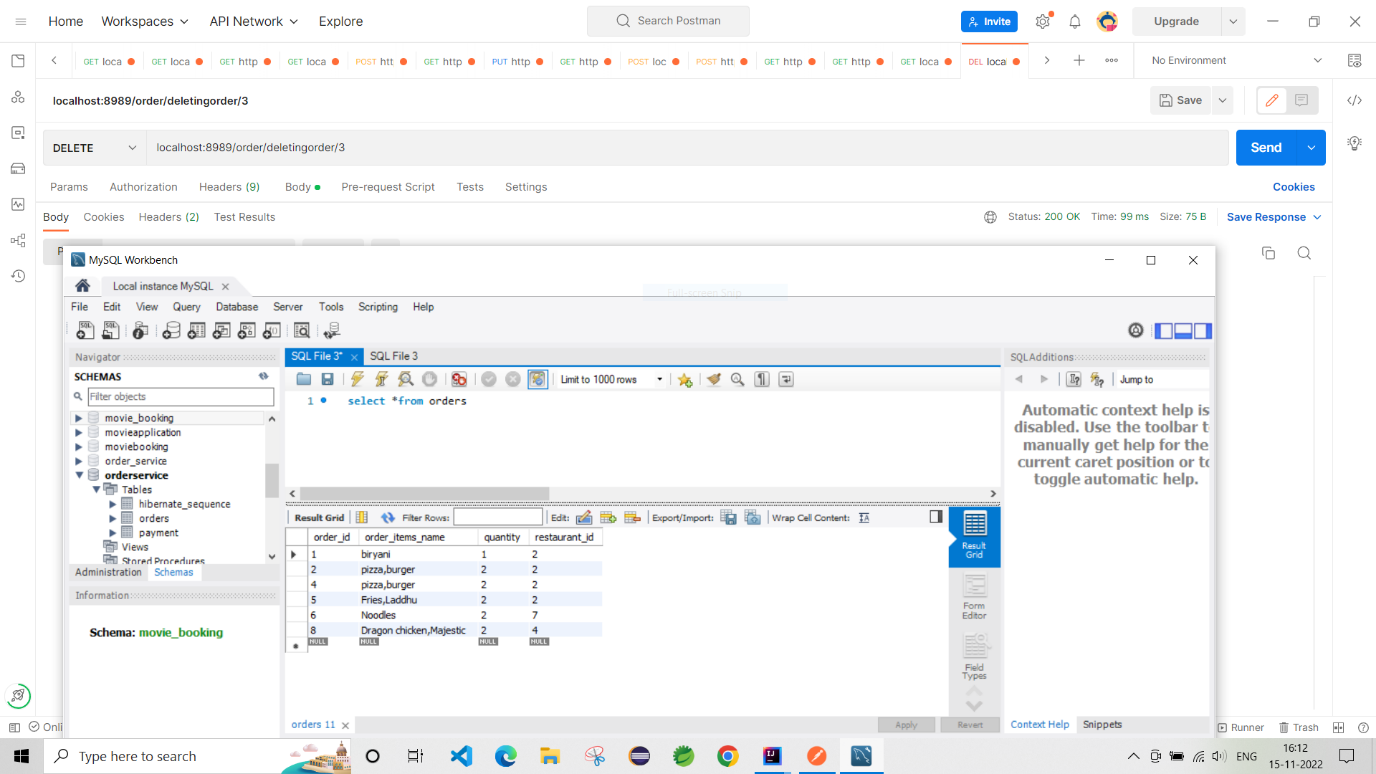 Home Workspaces API Network Explore Search Postman Invite Upgrade
GET loca GET loca GET http GET loca POST htt GET http PUT http GET http POST loc POST htt GET http GET http GET loca DEL loca No Environment
localhost:8989/order/deletingorder/3 Save
DELETE localhost:8989/order/deletingorder/3 Send
Params Authorization Headers (9) Body Pre-request Script Tests Settings Cookies
Body Cookies Headers (2) Test Results Status: 200 OK Time: 99 ms Size: 75 B Save Response
MySQL Workbench
Local instance MySQL
Full-screen Snip
File Edit View Query Database Server Tools Scripting Help
Navigator
SCHEMAS
Filter objects
movie_booking
movieapplication
moviebooking
order_service
orderservice
Tables
hibernate_sequence
orders
payment
Views
Stored Procedures
Administration Schemas
Information
Schema: movie_booking
SQL File 3* SQL File 3
Limit to 1000 rows
1 select *from orders
Result Grid Filter Rows: Edit: Export/Import: Wrap Cell Content:
order_id order_items_name quantity restaurant_id
1 biryani 1 2
2 pizza,burger 2 2
4 pizza,burger 2 2
5 Fries,Laddhu 2 2
6 Noodles 2 7
8 Dragon chicken,Majestic 2 4
NULL NULL NULL NULL
Result
Grid
Form
Editor
Field
Types
orders 11 Apply Revert
SQLAdditions
Jump to
Automatic context help is
disabled. Use the toolbar t
manually get help for the
current caret position or to
toggle automatic help.
Context Help Snippets
Onli Runner Trash
Type here to search ENG 16:12
15-11-2022